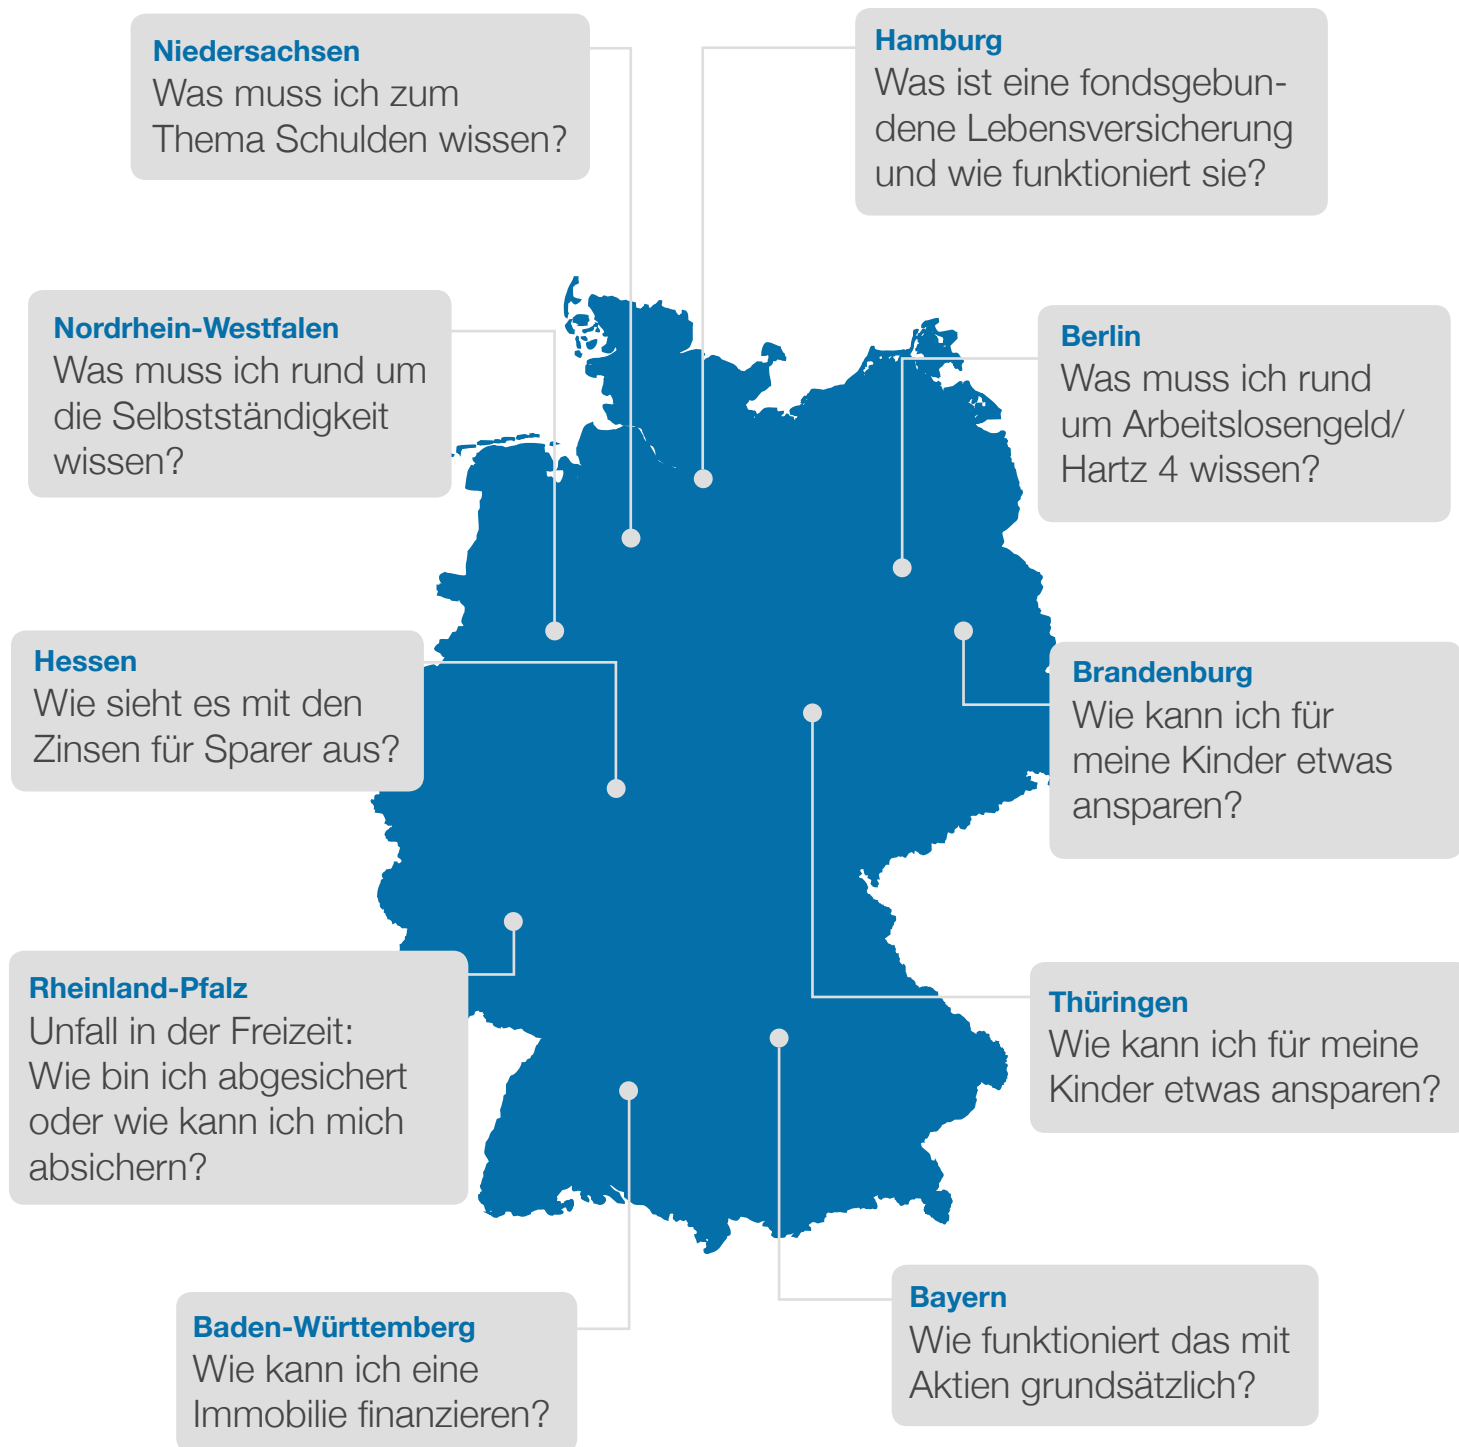 Niedersachsen
Was muss ich zum
Thema Schulden wissen?
Hamburg
Was ist eine fondsgebun-
dene Lebensversicherung
und wie funktioniert sie?
Nordrhein-Westfalen
Was muss ich rund um
die Selbstständigkeit
wissen?
Berlin
Was muss ich rund
um Arbeitslosengeld/
Hartz 4 wissen?
Hessen
Wie sieht es mit den
Zinsen für Sparer aus?
Brandenburg
Wie kann ich für
meine Kinder etwas
ansparen?
Rheinland-Pfalz
Unfall in der Freizeit:
Wie bin ich abgesichert
oder wie kann ich mich
absichern?
Thüringen
Wie kann ich für meine
Kinder etwas ansparen?
Baden-Württemberg
Wie kann ich eine
Immobilie finanzieren?
Bayern
Wie funktioniert das mit
Aktien grundsätzlich?